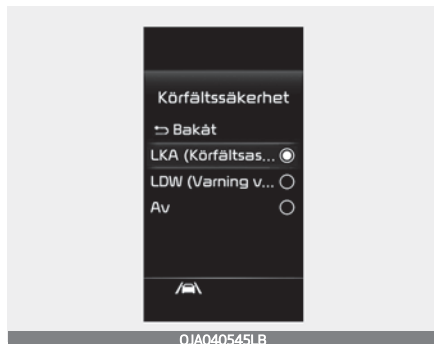 Körfältssäkerhet
Bakåt
LKA (Körfältsas...
LDW (Varning v...
Av
OJA040545LB